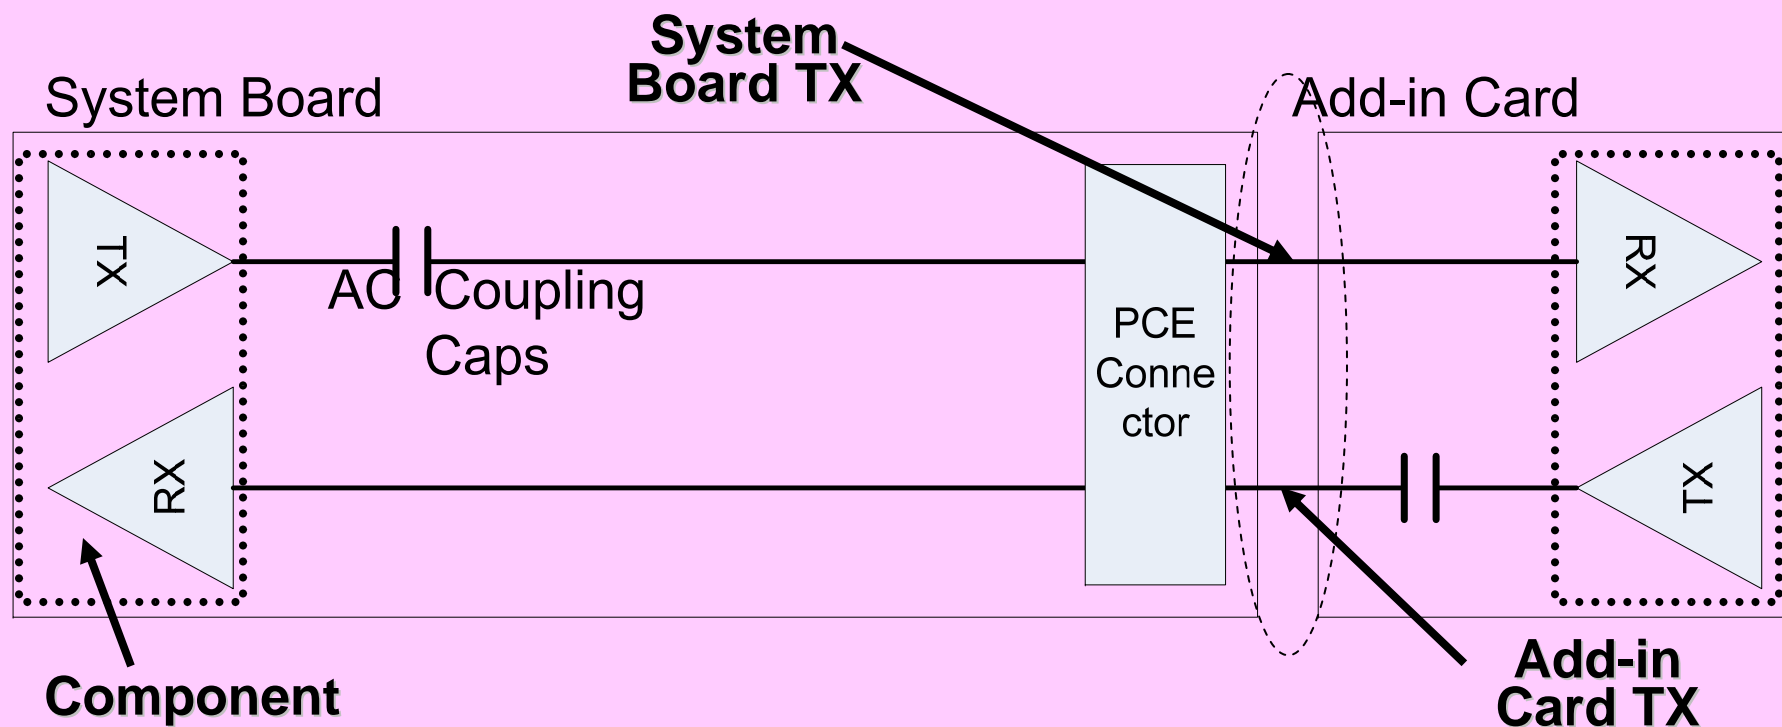 System
Board TX
System Board
Add-in Card
TX
RX
AC Coupling
Caps
PCE
Conne
ctor
RX
TX
Component
Add-in
Card TX